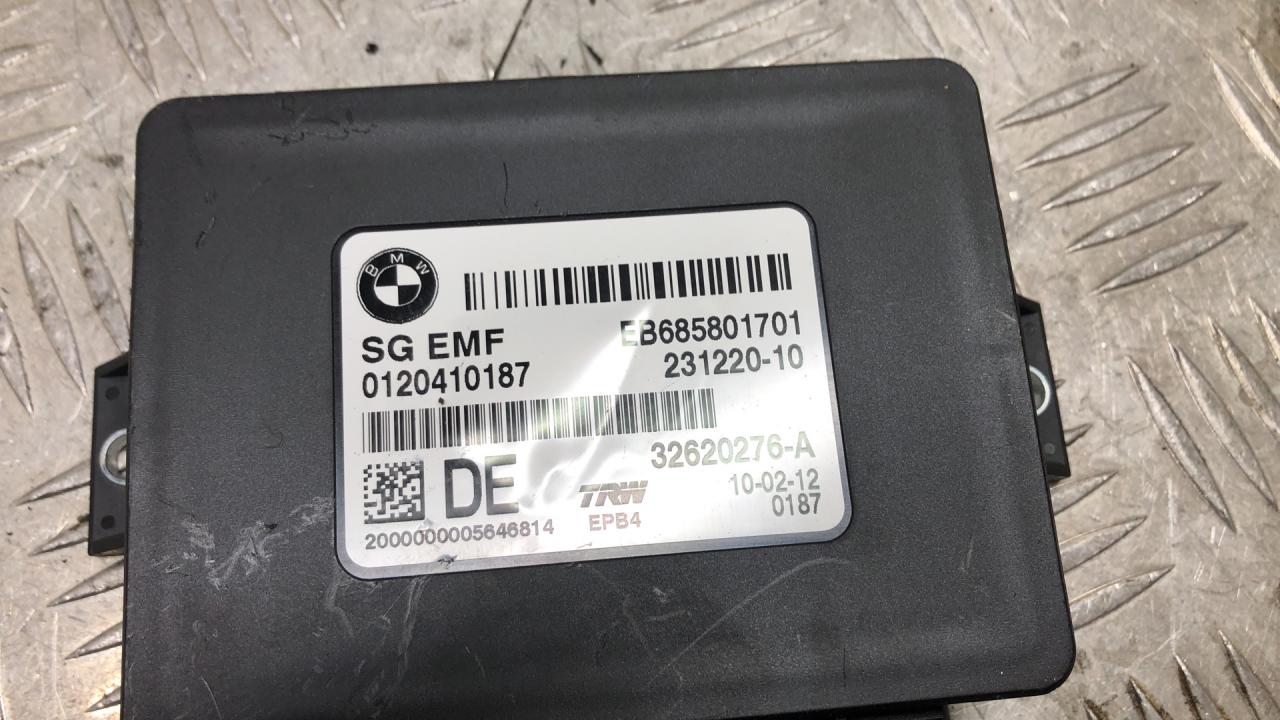 BMW
SG EMF
EB685801701
0120410187
231220-10
32620276-A
DE
TRW
10-02-12
EPB4
0187
2000000005646814